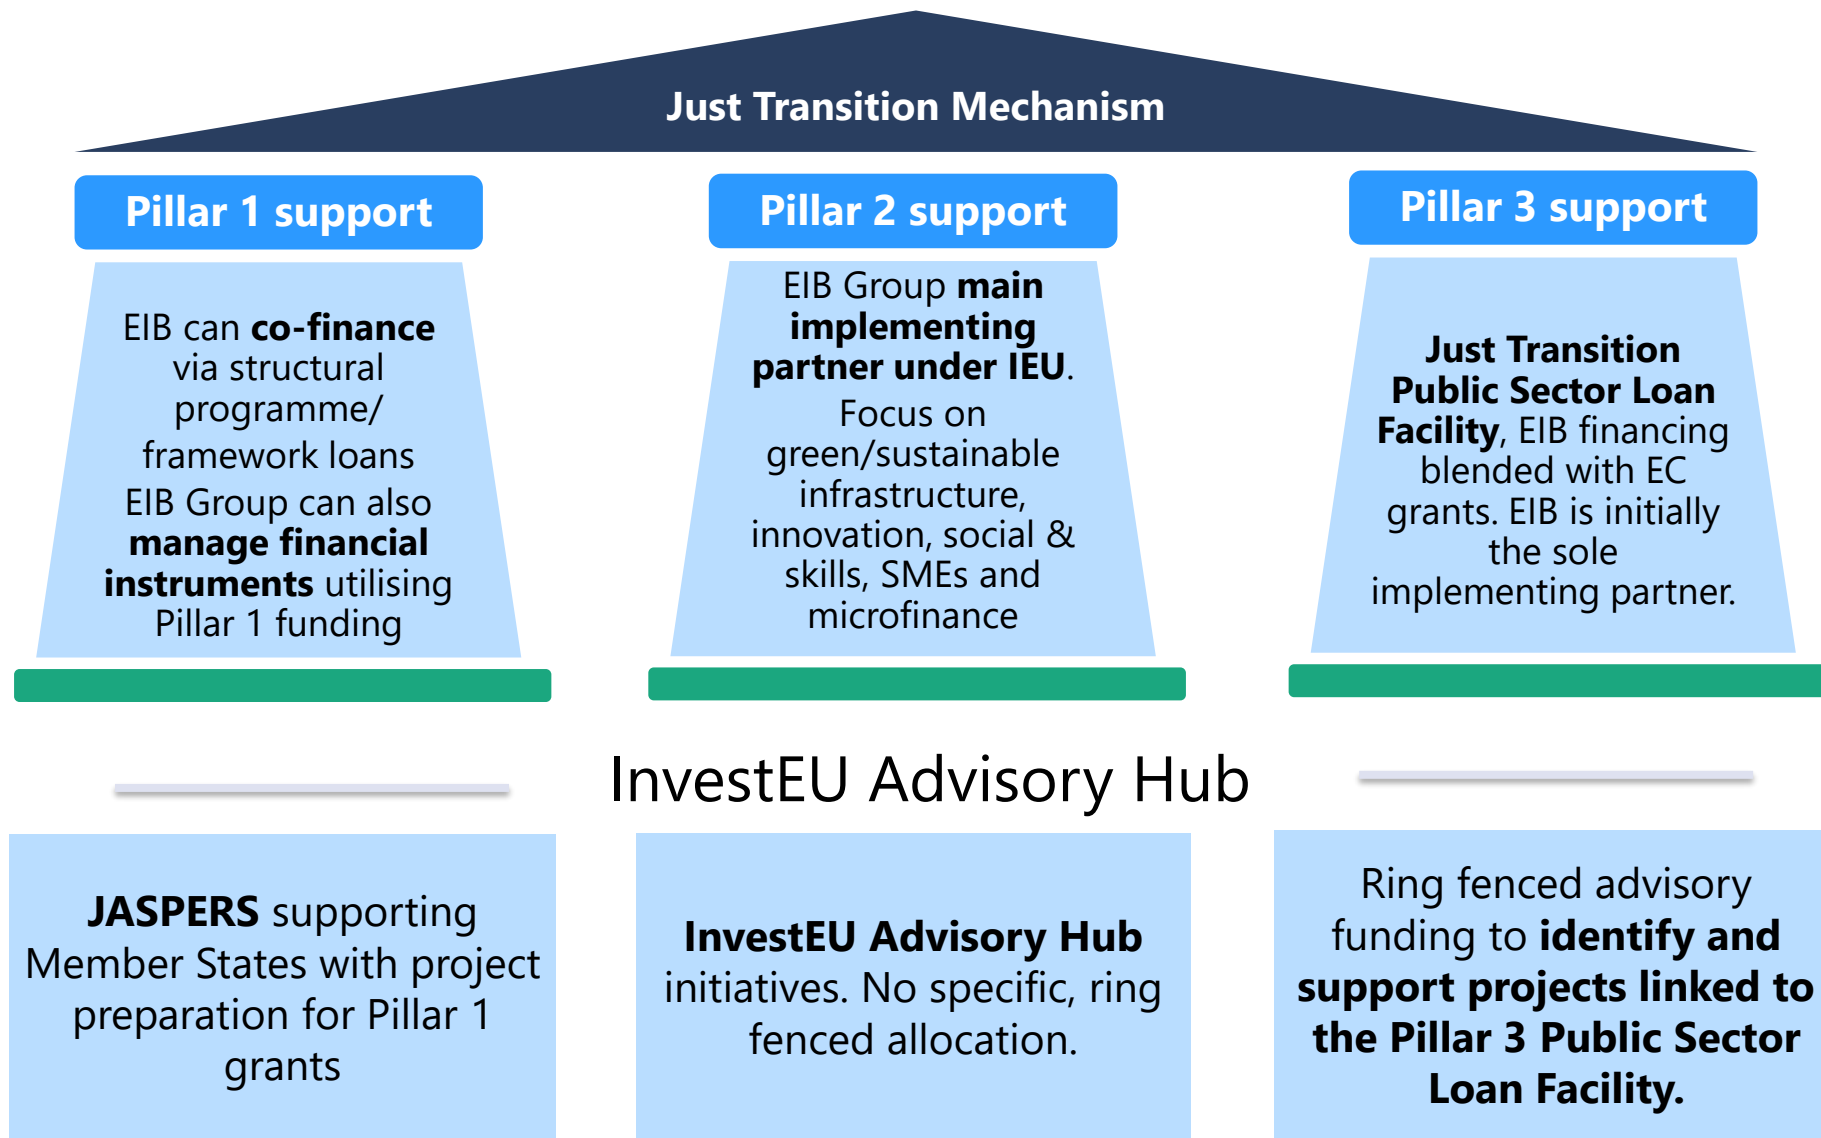 Just Transition Mechanism
Pillar 1 support
EIB can co-finance
via structural
programme/
framework loans
EIB Group can also
manage financial
instruments utilising
Pillar 1 funding
Pillar 2 support
EIB Group main
implementing
partner under IEU.
Focus on
green/sustainable
infrastructure,
innovation, social &
skills, SMEs and
microfinance
Pillar 3 support
Just Transition
Public Sector Loan
Facility, EIB financing
blended with EC
grants. EIB is initially
the sole
implementing partner.
InvestEU Advisory Hub
JASPERS supporting
Member States with project
preparation for Pillar 1
grants
InvestEU Advisory Hub
initiatives. No specific, ring
fenced allocation.
Ring fenced advisory
funding to identify and
support projects linked to
the Pillar 3 Public Sector
Loan Facility.